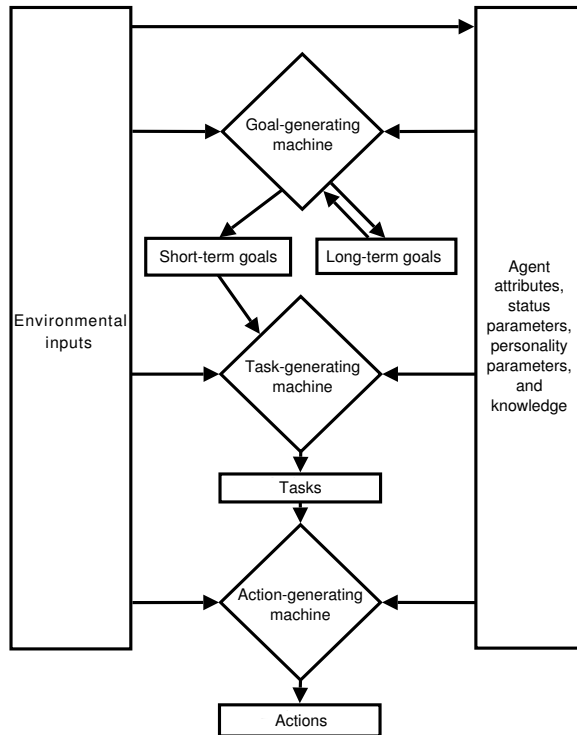 Goal-generating
machine
Short-term goals
Long-term goals
Environmental
inputs
Agent
attributes,
status
parameters,
personality
parameters,
and
knowledge
Task-generating
machine
Tasks
Action-generating
machine
Actions